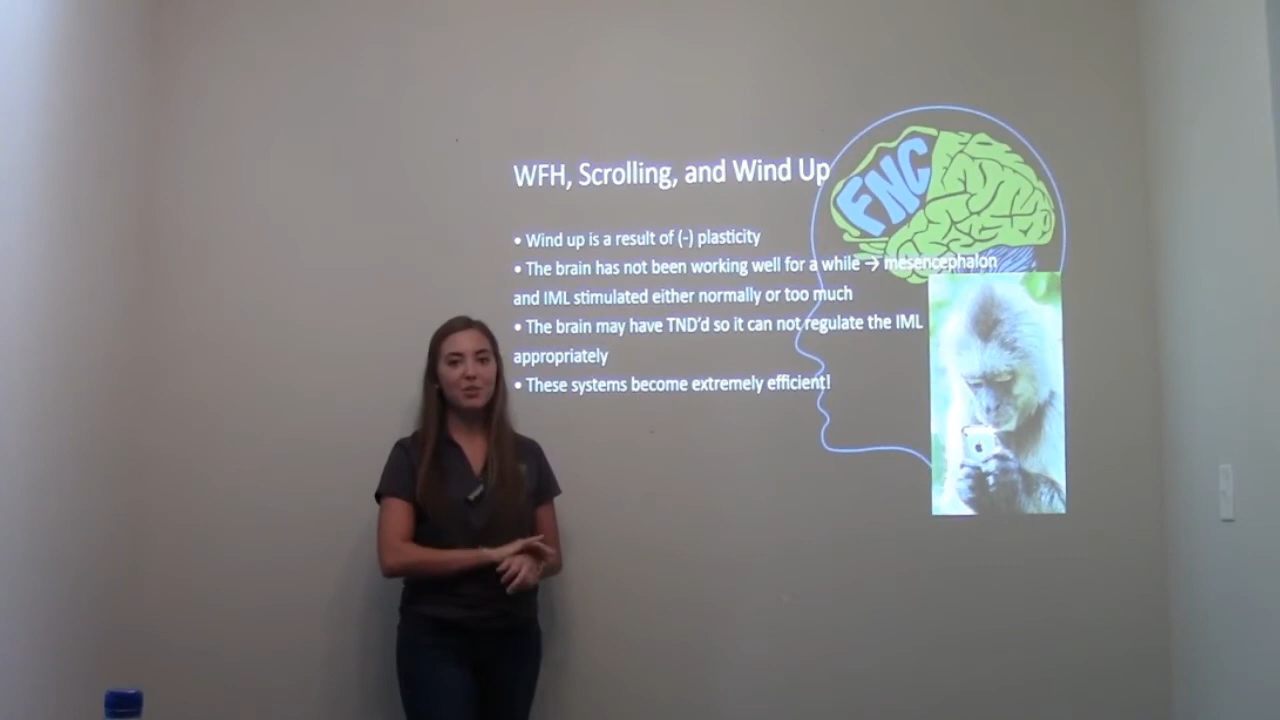 WFH, Scrolling, and Wind Up
• Wind up is a result of (-) plasticity
• The brain has not been working well for a while → mesencephalon
and IML stimulated either normally or too much
• The brain may have TND'd so it can not regulate the IML
appropriately
• These systems become extremely efficient!
FNC